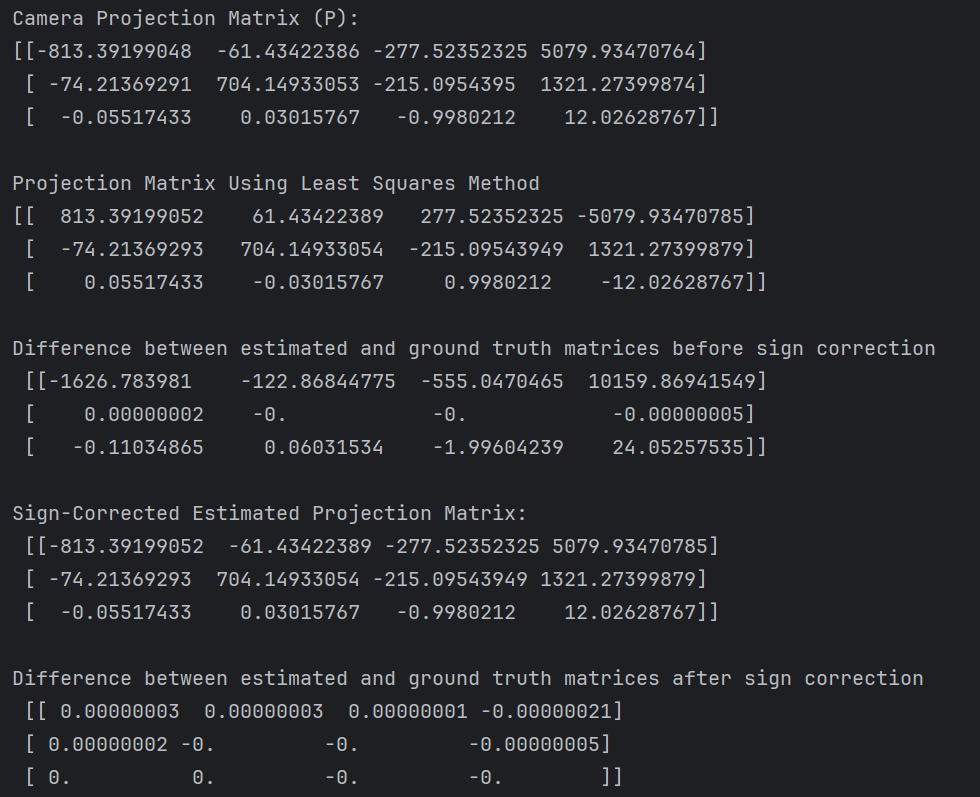 Camera Projection Matrix (P):
[[-813.39199048  -61.43422386 -277.52352325 5079.93470764]
 [ -74.21369291  704.14933053 -215.0954395  1321.27399874]
 [  -0.05517433    0.03015767   -0.9980212    12.02628767]]
Projection Matrix Using Least Squares Method
[[  813.39199052    61.43422389   277.52352325 -5079.93470785]
 [  -74.21369293   704.14933054  -215.09543949  1321.27399879]
 [    0.05517433    -0.03015767     0.9980212    -12.02628767]]
Difference between estimated and ground truth matrices before sign correction
 [[-1626.783981    -122.86844775  -555.0470465  10159.86941549]
 [    0.00000002   -0.            -0.            -0.00000005]
 [   -0.11034865     0.06031534    -1.99604239    24.05257535]]
Sign-Corrected Estimated Projection Matrix:
 [[-813.39199052  -61.43422389 -277.52352325 5079.93470785]
 [ -74.21369293  704.14933054 -215.09543949 1321.27399879]
 [  -0.05517433    0.03015767   -0.9980212    12.02628767]]
Difference between estimated and ground truth matrices after sign correction
 [[ 0.00000003  0.00000003  0.00000001 -0.00000021]
 [ 0.00000002 -0.         -0.         -0.00000005]
 [ 0.          0.         -0.         -0.        ]]